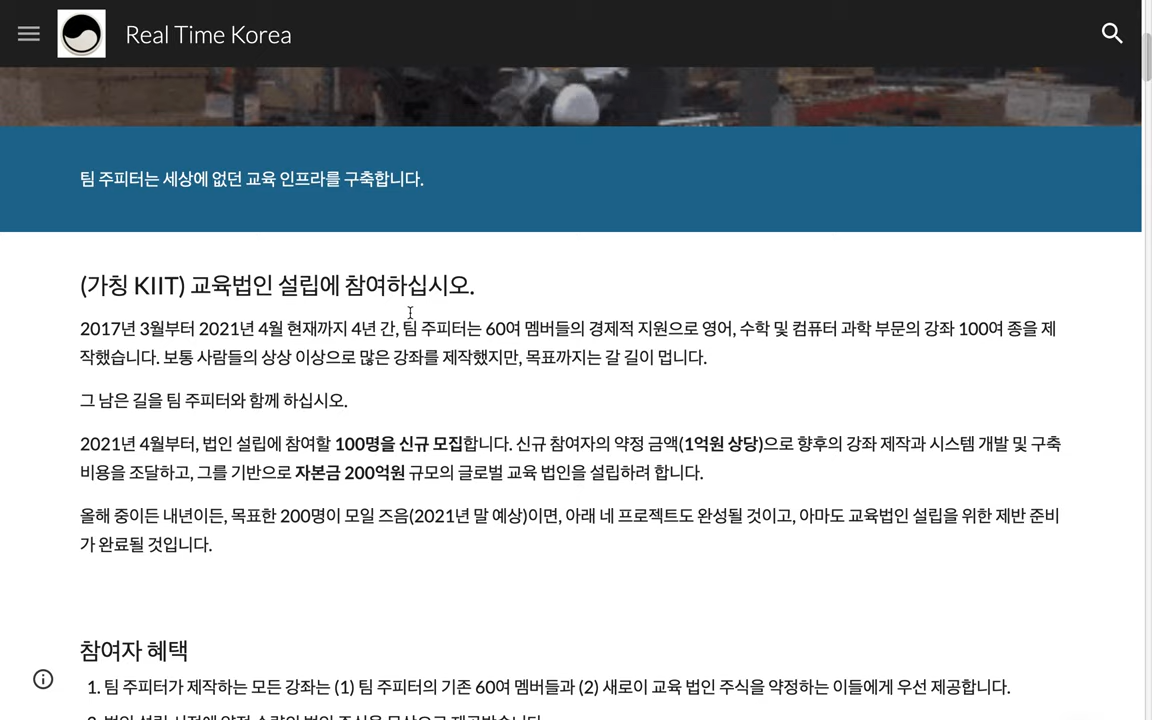 Real Time Korea
팀 주피터는 세상에 없던 교육 인프라를 구축합니다.
(가칭 KIIT) 교육법인 설립에 참여하십시오.
2017년 3월부터 2021년 4월 현재까지 4년 간, 팀 주피터는 60여 멤버들의 경제적 지원으로 영어, 수학 및 컴퓨터 과학 부문의 강좌 100여 종을 제
작했습니다. 보통 사람들의 상상 이상으로 많은 강좌를 제작했지만, 목표까지는 갈 길이 멉니다.
그 남은 길을 팀 주피터와 함께 하십시오.
2021년 4월부터, 법인 설립에 참여할 100명을 신규 모집합니다. 신규 참여자의 약정 금액(1억원 상당)으로 향후의 강좌 제작과 시스템 개발 및 구축
비용을 조달하고, 그를 기반으로 자본금 200억원 규모의 글로벌 교육 법인을 설립하려 합니다.
올해 중이든 내년이든, 목표한 200명이 모일 즈음(2021년 말 예상)이면, 아래 네 프로젝트도 완성될 것이고, 아마도 교육법인 설립을 위한 제반 준비
가 완료될 것입니다.
참여자 혜택
1. 팀 주피터가 제작하는 모든 강좌는 (1) 팀 주피터의 기존 60여 멤버들과 (2) 새로이 교육 법인 주식을 약정하는 이들에게 우선 제공합니다.